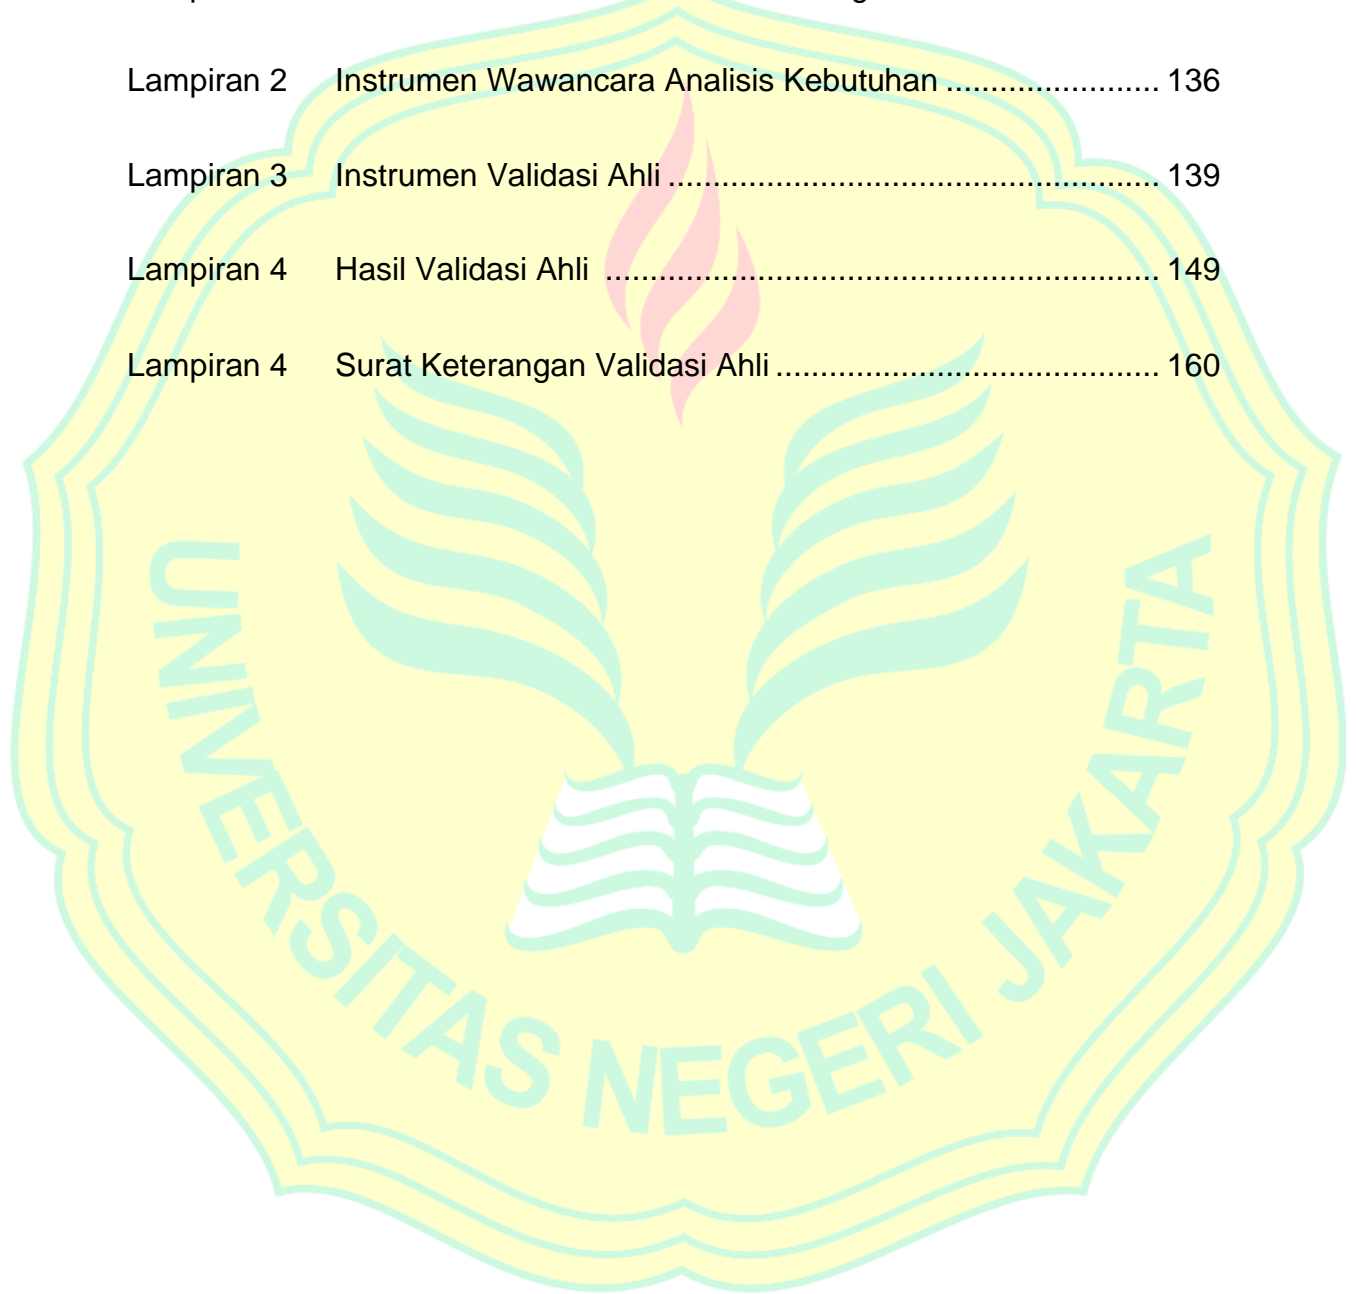 Lampiran 2 Instrumen Wawancara Analisis Kebutuhan ........................ 136
Lampiran 3 Instrumen Validasi Ahli ....................................................... 139
Lampiran 4 Hasil Validasi Ahli .............................................................. 149
Lampiran 4 Surat Keterangan Validasi Ahli ........................................... 160
UNIVERSITAS NEGERI JAKARTA